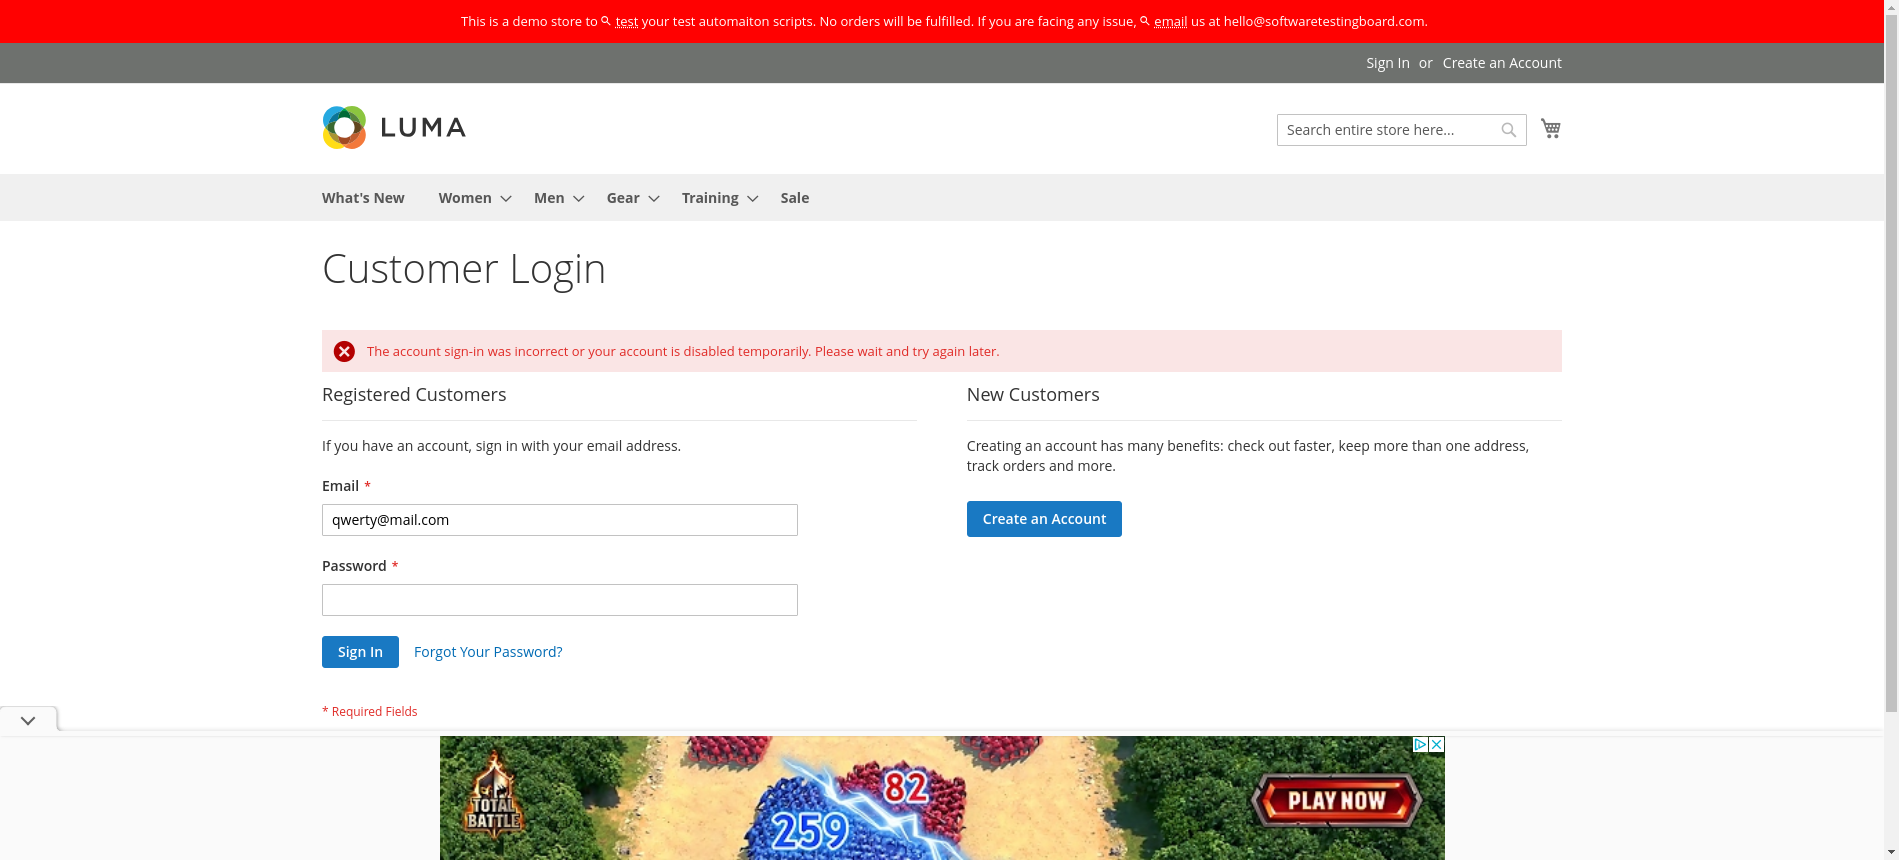 This is a demo store to test your test automaiton scripts. No orders will be fulfilled. If you are facing any issue, email us at hello@softwaretestingboard.com.
Sign In or Create an Account
LUMA
Search entire store here...
What's New Women Men Gear Training Sale
Customer Login
The account sign-in was incorrect or your account is disabled temporarily. Please wait and try again later.
Registered Customers
If you have an account, sign in with your email address.
Email *
qwerty@mail.com
Password *
Sign In Forgot Your Password?
* Required Fields
New Customers
Creating an account has many benefits: check out faster, keep more than one address,
track orders and more.
Create an Account
TOTAL
BATTLE
82
259
PLAY NOW